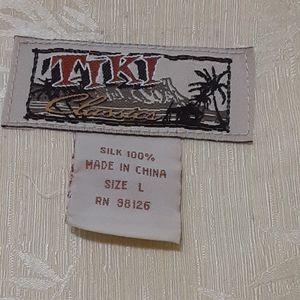 TIKI
Classics
SILK 100%
MADE IN CHINA
SIZE L
RN 98126